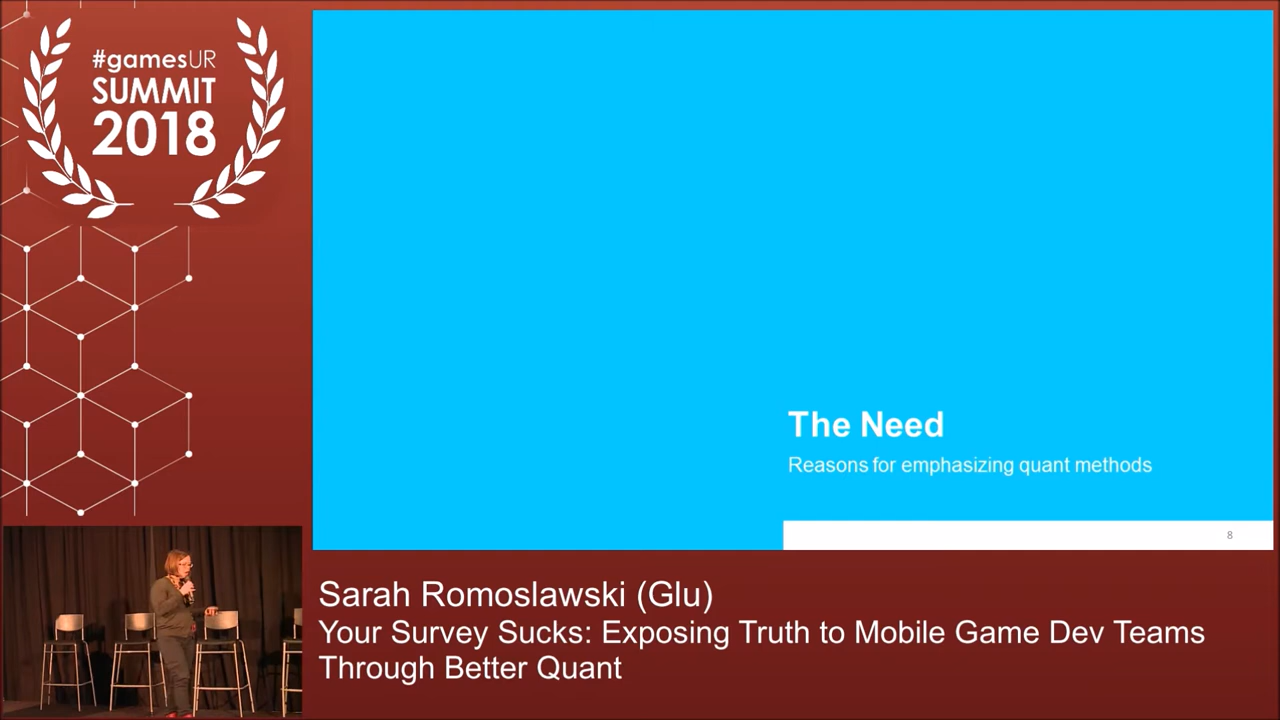 #gamesUR
SUMMIT
2018
The Need
Reasons for emphasizing quant methods
8
Sarah Romoslawski (Glu)
Your Survey Sucks: Exposing Truth to Mobile Game Dev Teams
Through Better Quant